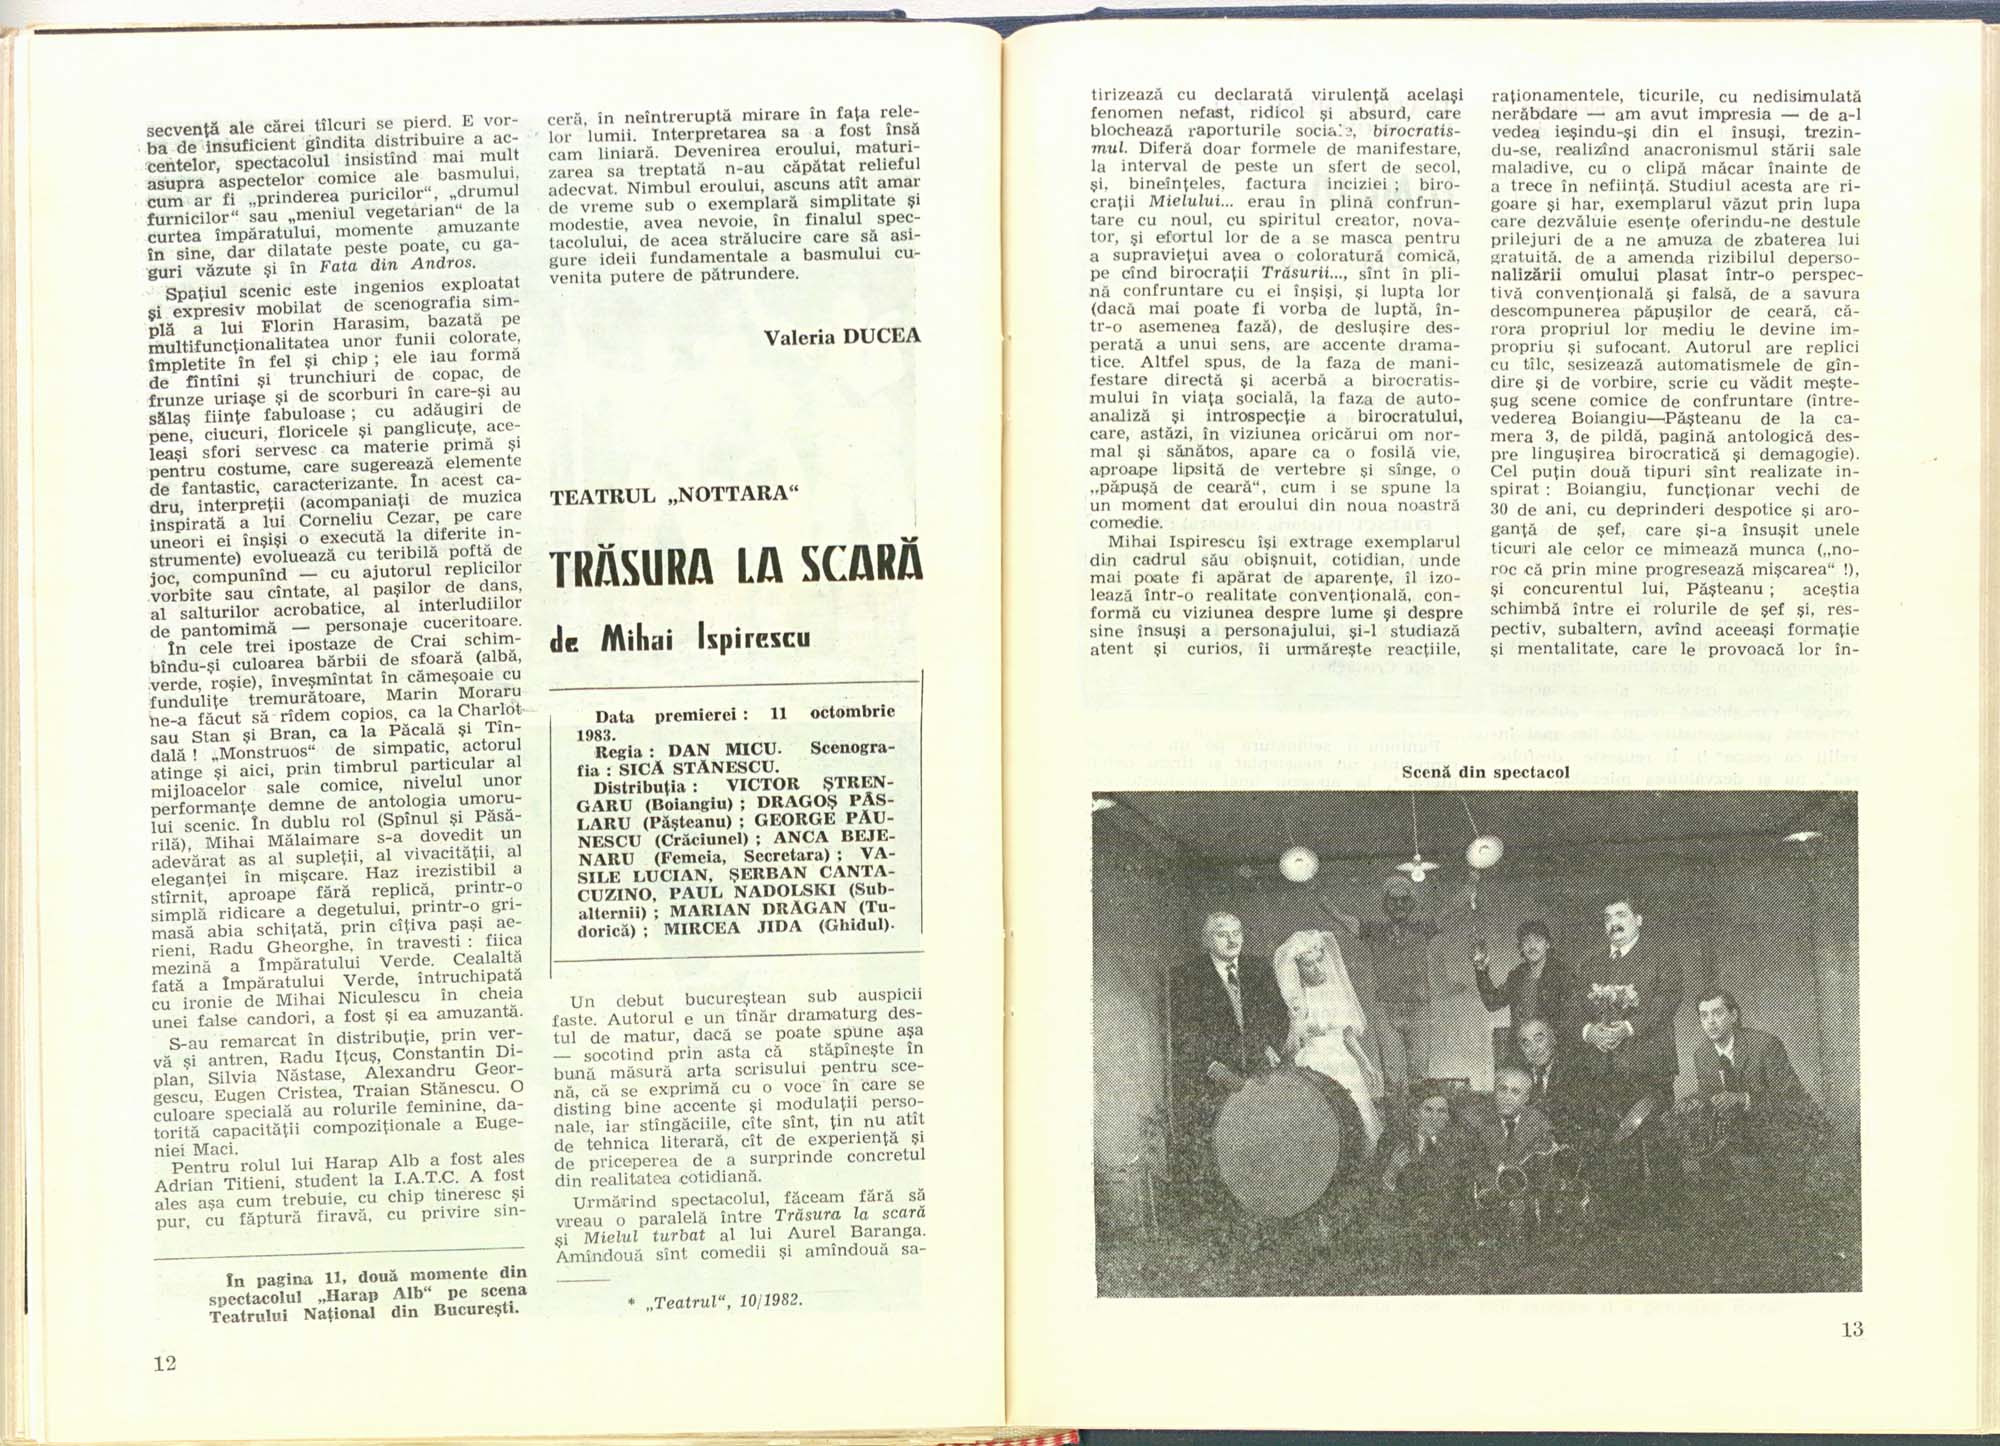 secvență ale cărei tîlcuri se pierd. E vor-
ba de insuficient gîndita distribuire a ac-
centelor, spectacolul insistînd mai mult
asupra aspectelor comice ale basmului,
cum ar fi „prinderea puricilor“, „drumul
furnicilor“ sau „meniul vegetarian“ de la
curtea împăratului, momente amuzante
în sine, dar dilatate peste poate, cu ga-
guri văzute și în Fata din Andros.
Spațiul scenic este ingenios exploatat
și expresiv mobilat de scenografia sim-
plă a lui Florin Harasim, bazată pe
multifuncționalitatea unor funii colorate,
împletite în fel și chip ; ele iau formă
de fîntîni și trunchiuri de copac, de
frunze uriașe și de scorburi în care-și au
sălaș ființe fabuloase ; cu adăugiri de
pene, ciucuri, floricele și panglicuțe, ace-
leași sfori servesc ca materie primă și
pentru costume, care sugerează elemente
de fantastic, caracterizante. În acest ca-
dru, interpreții (acompaniați de muzica
inspirată a lui Corneliu Cezar, pe care
uneori ei înșiși o execută la diferite in-
strumente) evoluează cu teribilă poftă de
joc, compunînd — cu ajutorul replicilor
vorbite sau cîntate, al pașilor de dans,
al salturilor acrobatice, al interludiilor
de pantomimă — personaje cuceritoare.
În cele trei ipostaze de Crai schim-
bîndu-și culoarea bărbii de sfoară (albă,
verde, roșie), înveșmîntat în cămeșoaie cu
fundulițe tremurătoare, Marin Moraru
ne-a făcut să rîdem copios, ca la Charlot
sau Stan și Bran, ca la Păcală și Tîn-
dală ! „Monstruos“ de simpatic, actorul
atinge și aici, prin timbrul particular al
mijloacelor sale comice, nivelul unor
performanțe demne de antologia umoru-
lui scenic. În dublu rol (Spînul și Păsă-
rilă), Mihai Mălaimare s-a dovedit un
adevărat as al supleții, al vivacității, al
eleganței în mișcare. Haz irezistibil a
stîrnit, aproape fără replică, printr-o
simplă ridicare a degetului, printr-o gri-
masă abia schițată, prin cîțiva pași ae-
rieni, Radu Gheorghe, în travesti : fiica
mezină a Împăratului Verde. Cealaltă
fată a Împăratului Verde, întruchipată
cu ironie de Mihai Niculescu în cheia
unei false candori, a fost și ea amuzantă.
S-au remarcat în distribuție, prin ver-
vă și antren, Radu Ițcuș, Constantin Di-
plan, Silvia Năstase, Alexandru Geor-
gescu, Eugen Cristea, Traian Stănescu. O
culoare specială au rolurile feminine, da-
torită capacității compoziționale a Euge-
niei Maci.
Pentru rolul lui Harap Alb a fost ales
Adrian Titieni, student la I.A.T.C. A fost
ales așa cum trebuie, cu chip tineresc și
pur, cu făptură firavă, cu privire sin-
În pagina 11, două momente din
spectacolul „Harap Alb“ pe scena
Teatrului Național din București.
12
ceră, în neîntreruptă mirare în fața rele-
lor lumii. Interpretarea sa a fost însă
cam liniară. Devenirea eroului, maturi-
zarea sa treptată n-au căpătat relieful
adecvat. Nimbul eroului, ascuns atît amar
de vreme sub o exemplară simplitate și
modestie, avea nevoie, în finalul spec-
tacolului, de acea strălucire care să asi-
gure ideii fundamentale a basmului cu-
venita putere de pătrundere.
Valeria DUCEA
TEATRUL „NOTTARA“
TRĂSURA LA SCARĂ
de Mihai Ispirescu
Data premierei : 11 octombrie
1983.
Regia : DAN MICU. Scenogra-
fia : SICĂ STĂNESCU.
Distribuția : VICTOR ȘTREN-
GARU (Boiangiu) ; DRAGOȘ PÂS-
LARU (Pășteanu) ; GEORGE PĂU-
NESCU (Crăciunel) ; ANCA BEJE-
NARU (Femeia, Secretara) ; VA-
SILE LUCIAN, ȘERBAN CANTA-
CUZINO, PAUL NADOLSKI (Sub-
alternii) ; MARIAN DRĂGAN (Tu-
dorică) ; MIRCEA JIDA (Ghidul).
Un debut bucureștean sub auspicii
faste. Autorul e un tînăr dramaturg des-
tul de matur, dacă se poate spune așa
— socotind prin asta că stăpînește în
bună măsură arta scrisului pentru sce-
nă, că se exprimă cu o voce în care se
disting bine accente și modulații perso-
nale, iar stîngăciile, cîte sînt, țin nu atît
de tehnica literară, cît de experiență și
de priceperea de a surprinde concretul
din realitatea cotidiană.
Urmărind spectacolul, făceam fără să
vreau o paralelă între Trăsura la scară
și Mielul turbat al lui Aurel Baranga.
Amîndouă sînt comedii și amîndouă sa-
* „Teatrul“, 10/1982.
tirizează cu declarată virulență același
fenomen nefast, ridicol și absurd, care
blochează raporturile sociale, birocratis-
mul. Diferă doar formele de manifestare,
la interval de peste un sfert de secol,
și, bineînțeles, factura inciziei ; biro-
crații Mielului... erau în plină confrun-
tare cu noul, cu spiritul creator, nova-
tor, și efortul lor de a se masca pentru
a supraviețui avea o coloratură comică,
pe cînd birocrații Trăsurii..., sînt în pli-
nă confruntare cu ei înșiși, și lupta lor
(dacă mai poate fi vorba de luptă, în-
tr-o asemenea fază), de deslușire des-
perată a unui sens, are accente drama-
tice. Altfel spus, de la faza de mani-
festare directă și acerbă a birocratis-
mului în viața socială, la faza de auto-
analiză și introspecție a birocratului,
care, astăzi, în viziunea oricărui om nor-
mal și sănătos, apare ca o fosilă vie,
aproape lipsită de vertebre și sînge, o
„păpușă de ceară“, cum i se spune la
un moment dat eroului din noua noastră
comedie.
Mihai Ispirescu își extrage exemplarul
din cadrul său obișnuit, cotidian, unde
mai poate fi apărat de aparențe, îl izo-
lează într-o realitate convențională, con-
formă cu viziunea despre lume și despre
sine însuși a personajului, și-l studiază
atent și curios, îi urmărește reacțiile,
raționamentele, ticurile, cu nedisimulată
nerăbdare — am avut impresia — de a-l
vedea ieșindu-și din el însuși, trezin-
du-se, realizînd anacronismul stării sale
maladive, cu o clipă măcar înainte de
a trece în neființă. Studiul acesta are ri-
goare și har, exemplarul văzut prin lupa
care dezvăluie esențe oferindu-ne destule
prilejuri de a ne amuza de zbaterea lui
gratuită, de a amenda rizibilul deperso-
nalizării omului plasat într-o perspec-
tivă convențională și falsă, de a savura
descompunerea păpușilor de ceară, că-
rora propriul lor mediu le devine im-
propriu și sufocant. Autorul are replici
cu tîlc, sesizează automatismele de gîn-
dire și de vorbire, scrie cu vădit mește-
șug scene comice de confruntare (între-
vederea Boiangiu—Pășteanu de la ca-
mera 3, de pildă, pagină antologică des-
pre lingușirea birocratică și demagogie).
Cel puțin două tipuri sînt realizate in-
spirat : Boiangiu, funcționar vechi de
30 de ani, cu deprinderi despotice și aro-
ganță de șef, care și-a însușit unele
ticuri ale celor ce mimează munca („no-
roc că prin mine progresează mișcarea“ !),
și concurentul lui, Pășteanu ; aceștia
schimbă între ei rolurile de șef și, res-
pectiv, subaltern, avînd aceeași formație
și mentalitate, care le provoacă lor în-
Scenă din spectacol
13